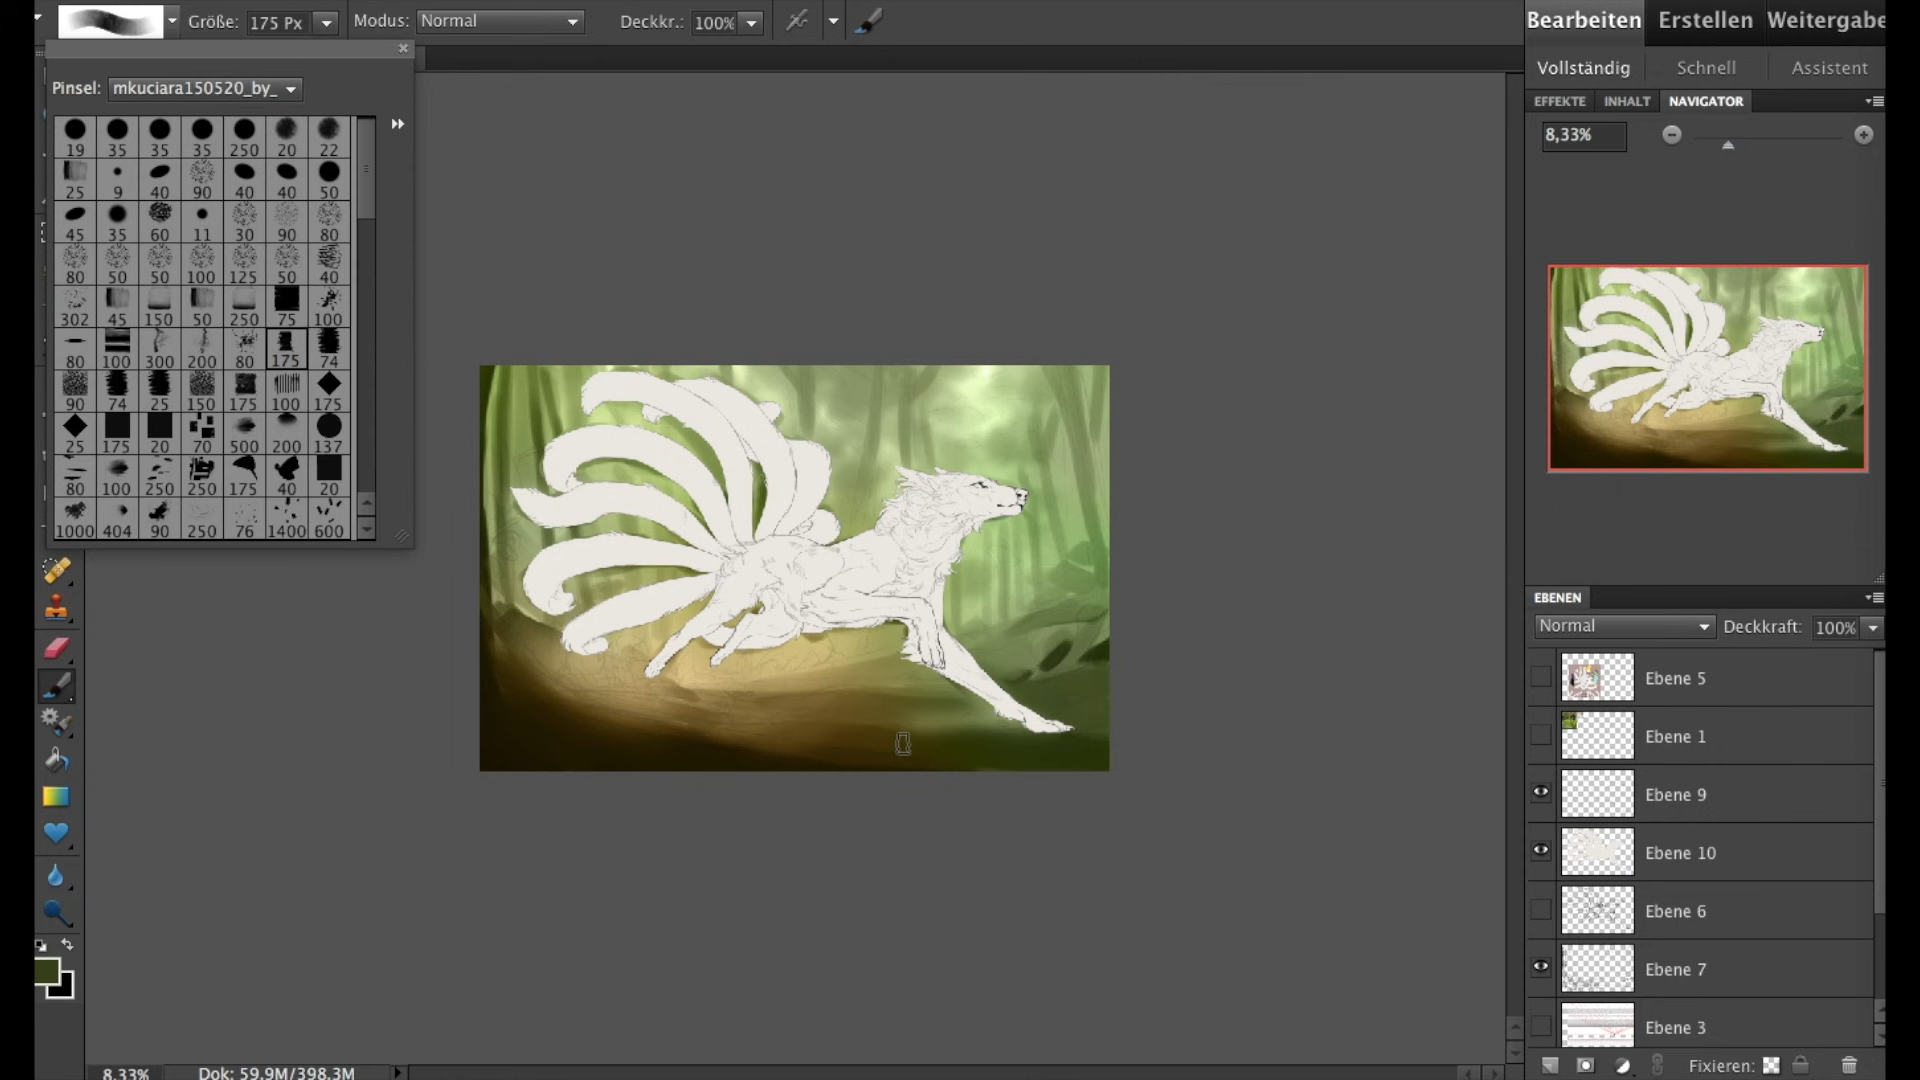 Größe: 175 Px Modus: Normal Deckkr.: 100%
Bearbeiten Erstellen Weitergabe
Vollständig Schnell Assistent
Pinsel: mkuciara150520_by_
EFFEKTE INHALT NAVIGATOR
8,33%
19 35 35 35 250 20 22
25 9 40 90 40 40 50
45 35 60 11 30 90 80
80 50 50 100 125 50 40
302 45 150 50 250 75 100
80 100 300 200 80 175 74
90 74 25 150 175 100 175
25 175 20 70 500 200 137
80 100 250 250 175 40 20
1000 404 90 250 76 1400 600
EBENEN
Normal Deckkraft: 100%
Ebene 5
Ebene 1
Ebene 9
Ebene 10
Ebene 6
Ebene 7
Ebene 3
Fixieren:
8,33% Dok: 59,9M/398,3M